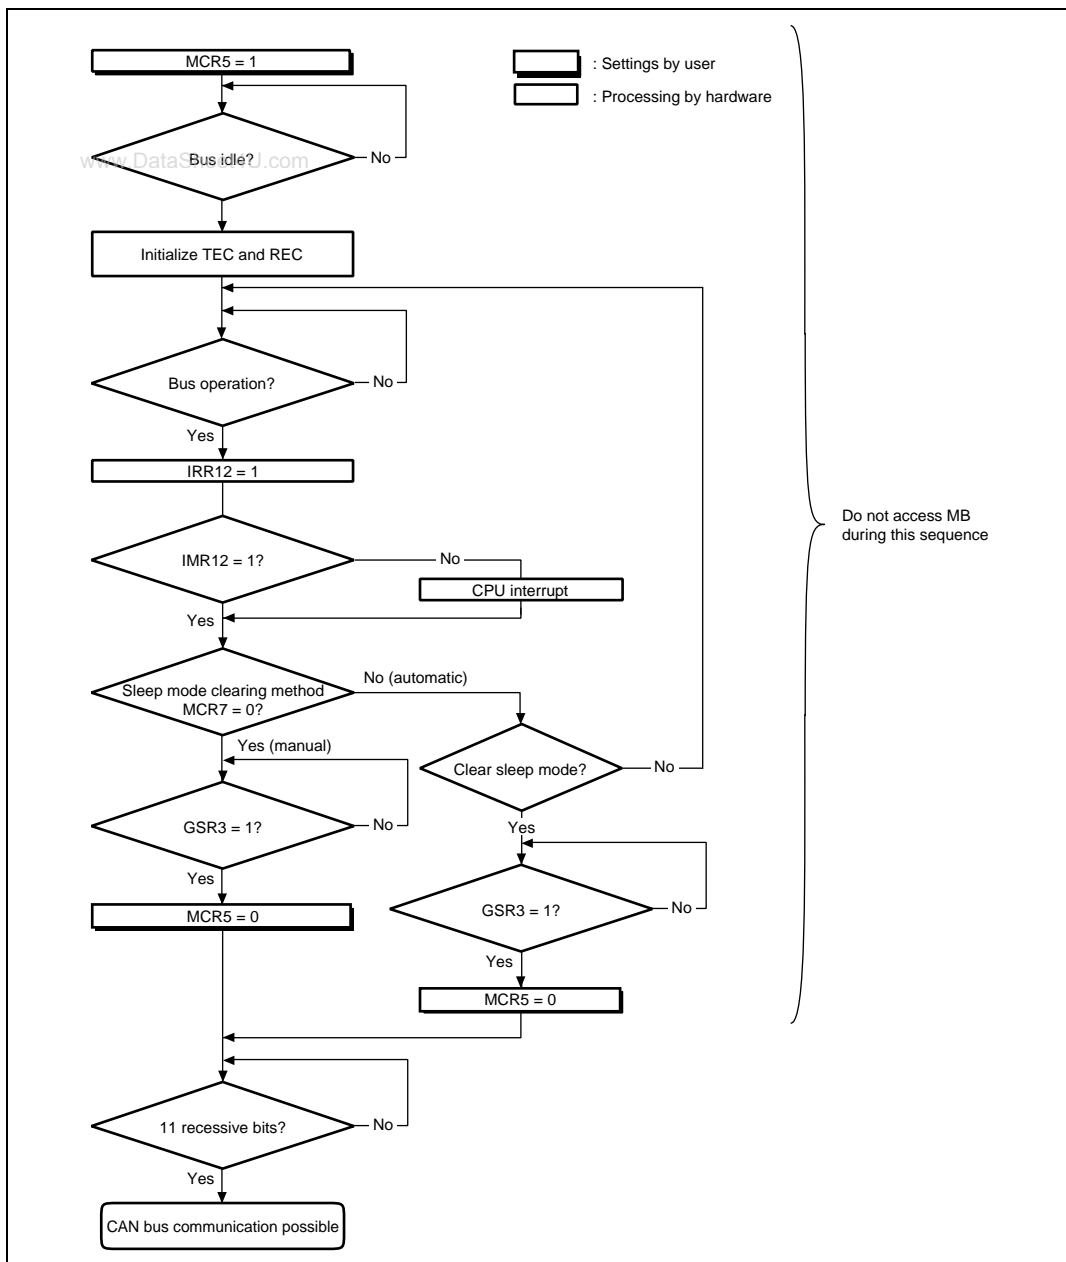 MCR5 = 1
: Settings by user
: Processing by hardware
Bus idle?
No
www.DataSheet4U.com
Initialize TEC and REC
Bus operation?
No
Yes
IRR12 = 1
IMR12 = 1?
No
CPU interrupt
Yes
Do not access MB
during this sequence
Sleep mode clearing method
MCR7 = 0?
No (automatic)
Yes (manual)
Clear sleep mode?
No
GSR3 = 1?
No
Yes
Yes
MCR5 = 0
GSR3 = 1?
No
Yes
MCR5 = 0
11 recessive bits?
No
Yes
CAN bus communication possible